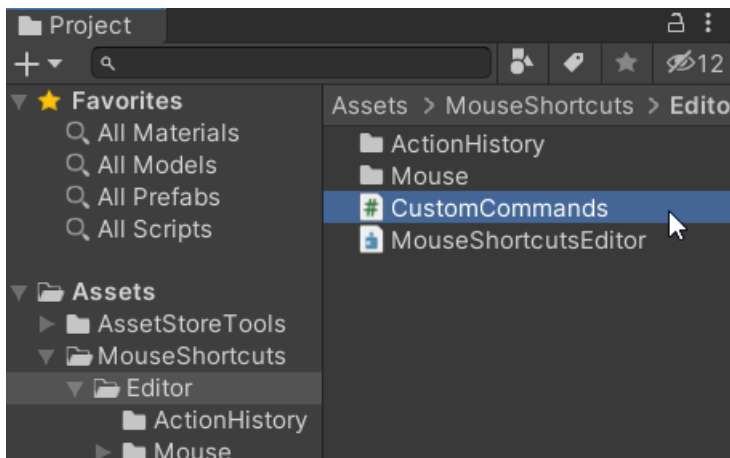 Project
12
Favorites
All Materials
All Models
All Prefabs
All Scripts
Assets
AssetStoreTools
MouseShortcuts
Editor
ActionHistory
Mouse
Assets > MouseShortcuts > Edito
ActionHistory
Mouse
# CustomCommands
MouseShortcutsEditor